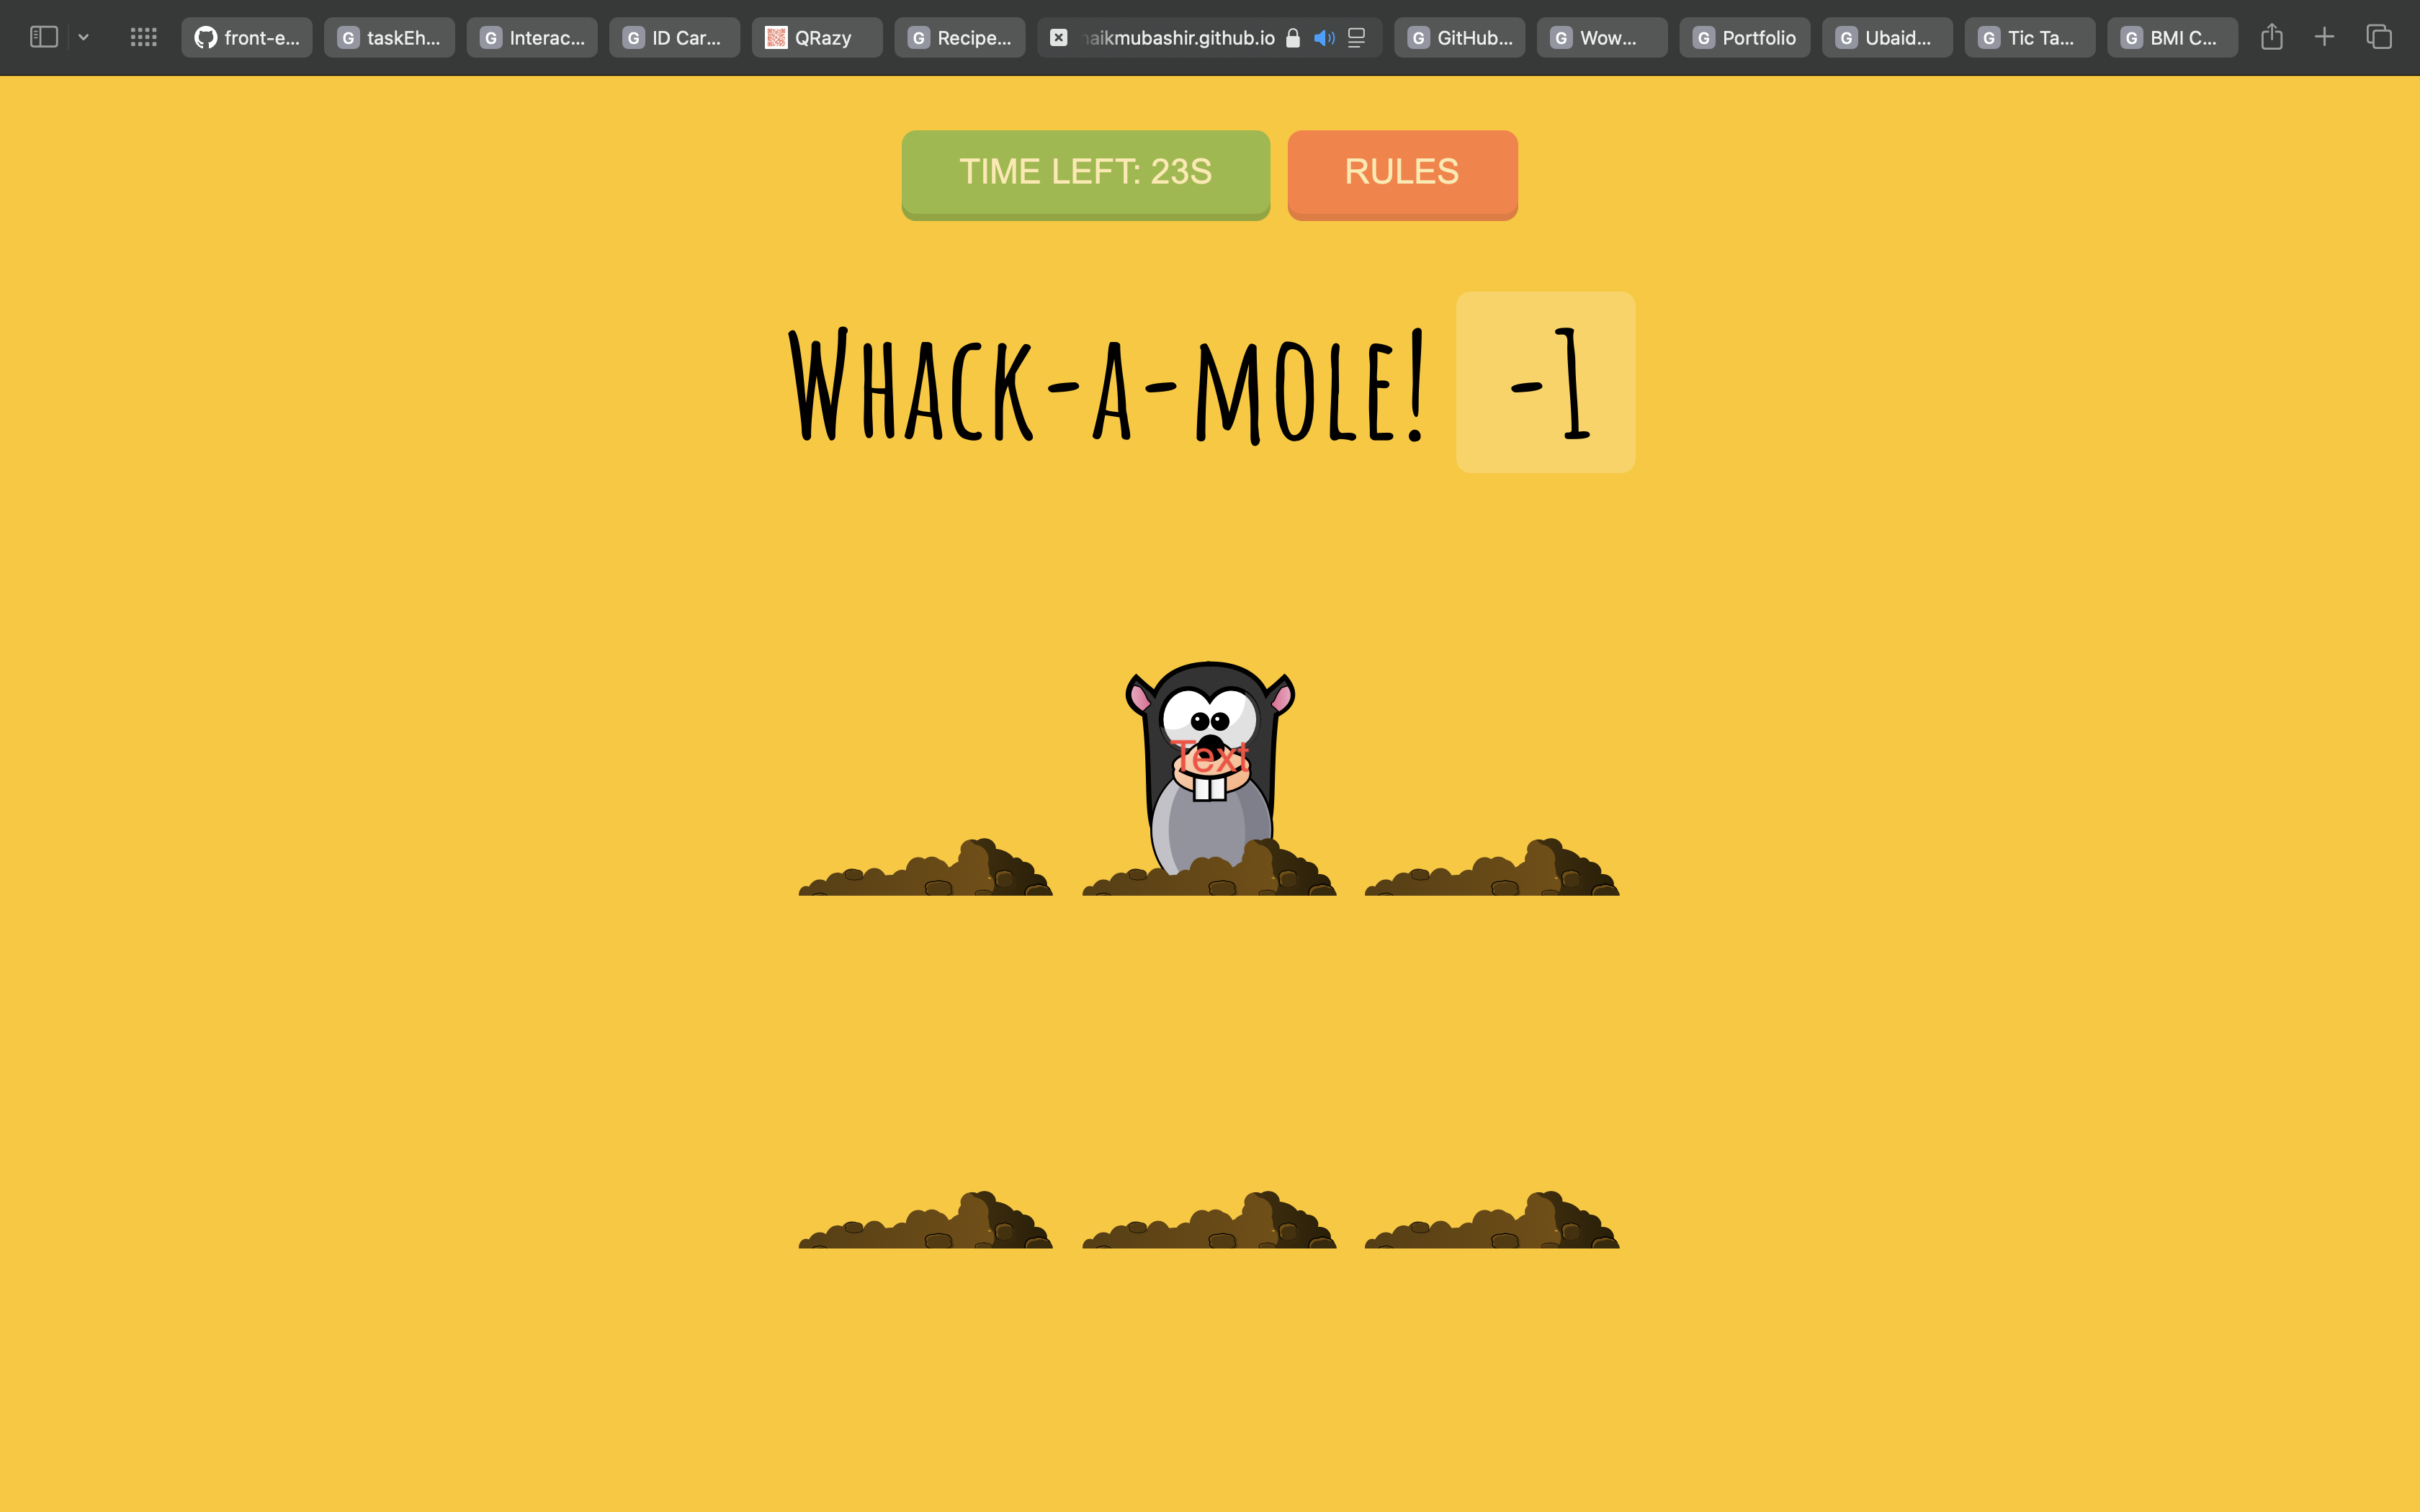 front-e... taskEh... Interac... ID Car... QRazy Recipe... naikmubashir.github.io GitHub... Wow... Portfolio Ubaid... Tic Ta... BMI C...
TIME LEFT: 23S RULES
Whack-a-mole! -1
Text